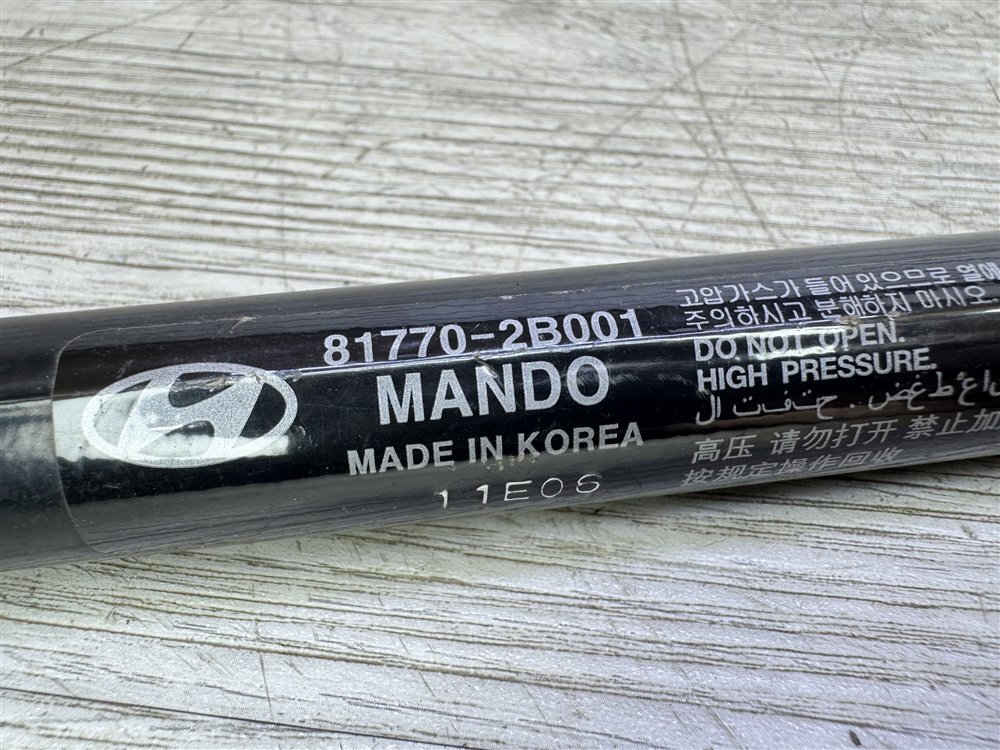 81770-2B001
MANDO
MADE IN KOREA
11E06
고압가스가 들어있으므로 열에
주의하시고 분해하지 마시오
DO NOT OPEN.
HIGH PRESSURE.
高压 请勿打开 禁止加
按规定操作回收